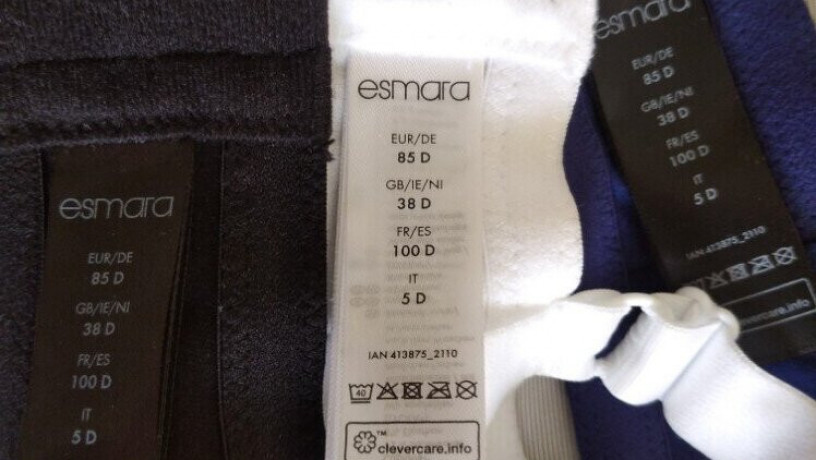 esmara
EUR/DE
85 D
GB/IE/NI
38 D
FR/ES
100 D
IT
5 D
esmara
EUR/DE
85 D
GB/IE/NI
38 D
FR/ES
100 D
IT
5 D
IAN 413875_2110
40
™
clevercare.info
esmara
EUR/DE
85 D
GB/IE/NI
38 D
FR/ES
100 D
IT
5 D
IAN 413875_2110
clevercare.info